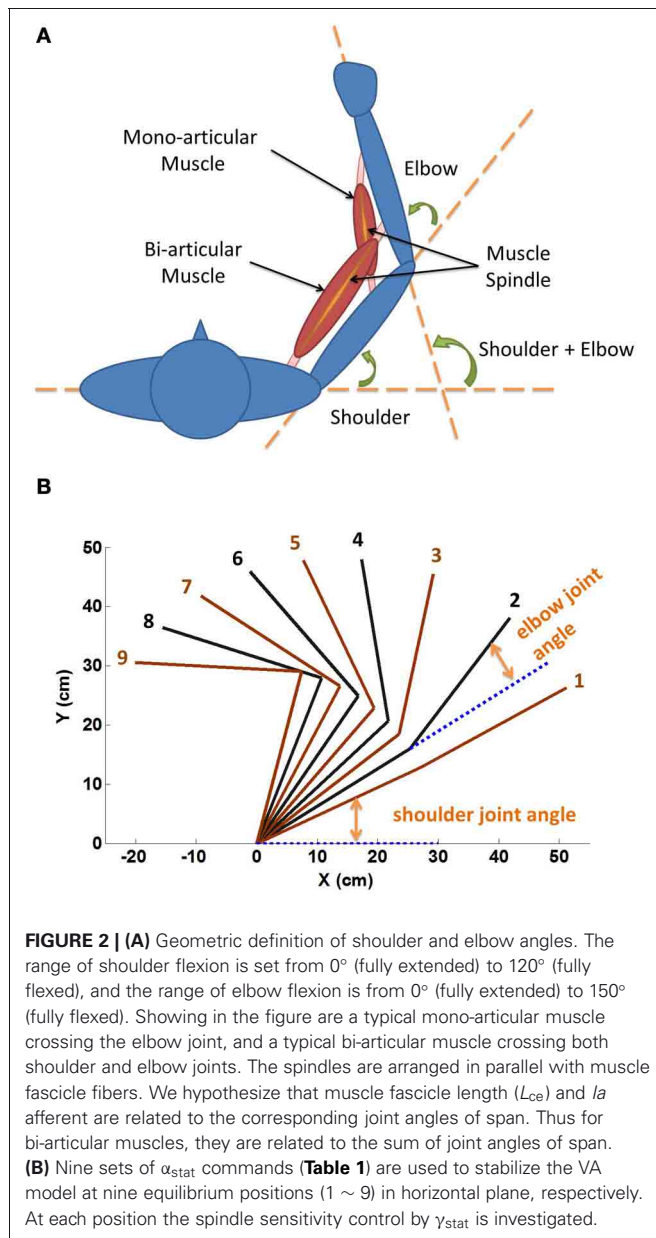 A
Mono-articular
Muscle
Elbow
Bi-articular
Muscle
Muscle
Spindle
Shoulder + Elbow
Shoulder
B
50
40
30
20
10
0
Y (cm)
-20 -10 0 10 20 30 40 50
X (cm)
9
8
7
6
5
4
3
2
1
elbow joint
angle
shoulder joint angle
FIGURE 2 | (A) Geometric definition of shoulder and elbow angles. The
range of shoulder flexion is set from 0° (fully extended) to 120° (fully
flexed), and the range of elbow flexion is from 0° (fully extended) to 150°
(fully flexed). Showing in the figure are a typical mono-articular muscle
crossing the elbow joint, and a typical bi-articular muscle crossing both
shoulder and elbow joints. The spindles are arranged in parallel with muscle
fascicle fibers. We hypothesize that muscle fascicle length (Lce) and Ia
afferent are related to the corresponding joint angles of span. Thus for
bi-articular muscles, they are related to the sum of joint angles of span.
(B) Nine sets of αstat commands (Table 1) are used to stabilize the VA
model at nine equilibrium positions (1 ~ 9) in horizontal plane, respectively.
At each position the spindle sensitivity control by γstat is investigated.